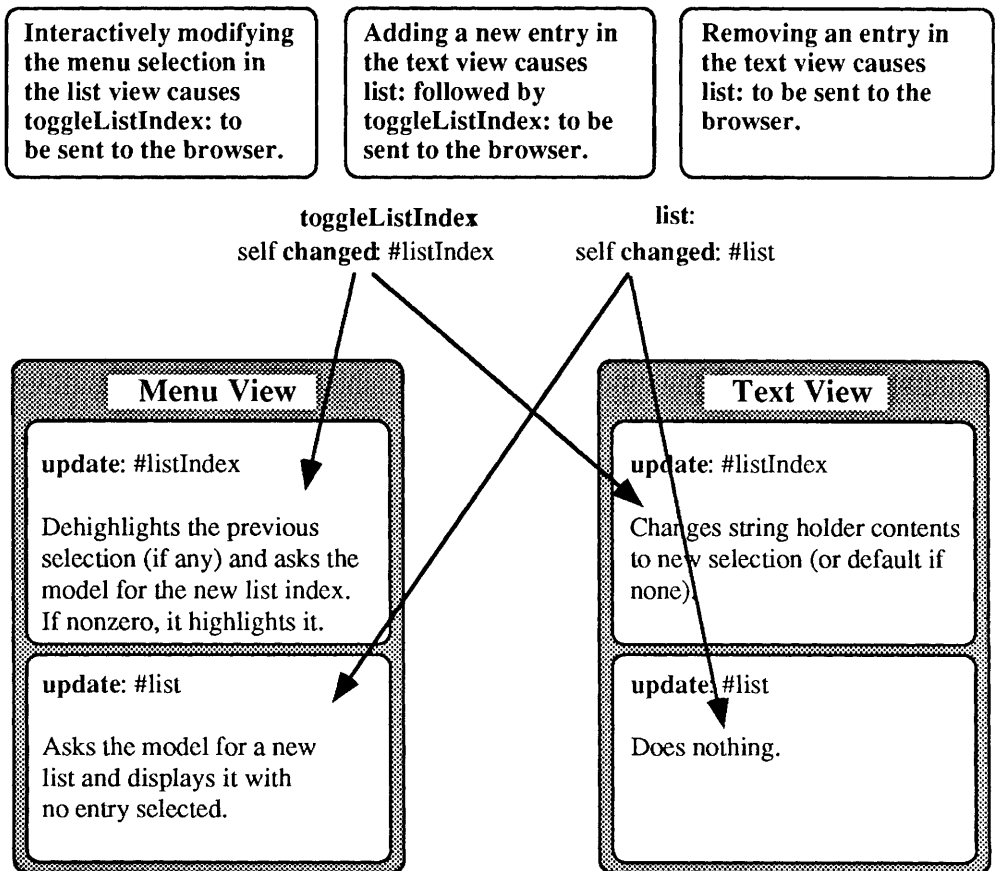 Interactively modifying
the menu selection in
the list view causes
toggleListIndex: to
be sent to the browser.
Adding a new entry in
the text view causes
list: followed by
toggleListIndex: to be
sent to the browser.
Removing an entry in
the text view causes
list: to be sent to the
browser.
toggleListIndex
self changed: #listIndex
list:
self changed: #list
Menu View
update: #listIndex
Dehighlights the previous
selection (if any) and asks the
model for the new list index.
If nonzero, it highlights it.
update: #list
Asks the model for a new
list and displays it with
no entry selected.
Text View
update: #listIndex
Changes string holder contents
to new selection (or default if
none).
update: #list
Does nothing.